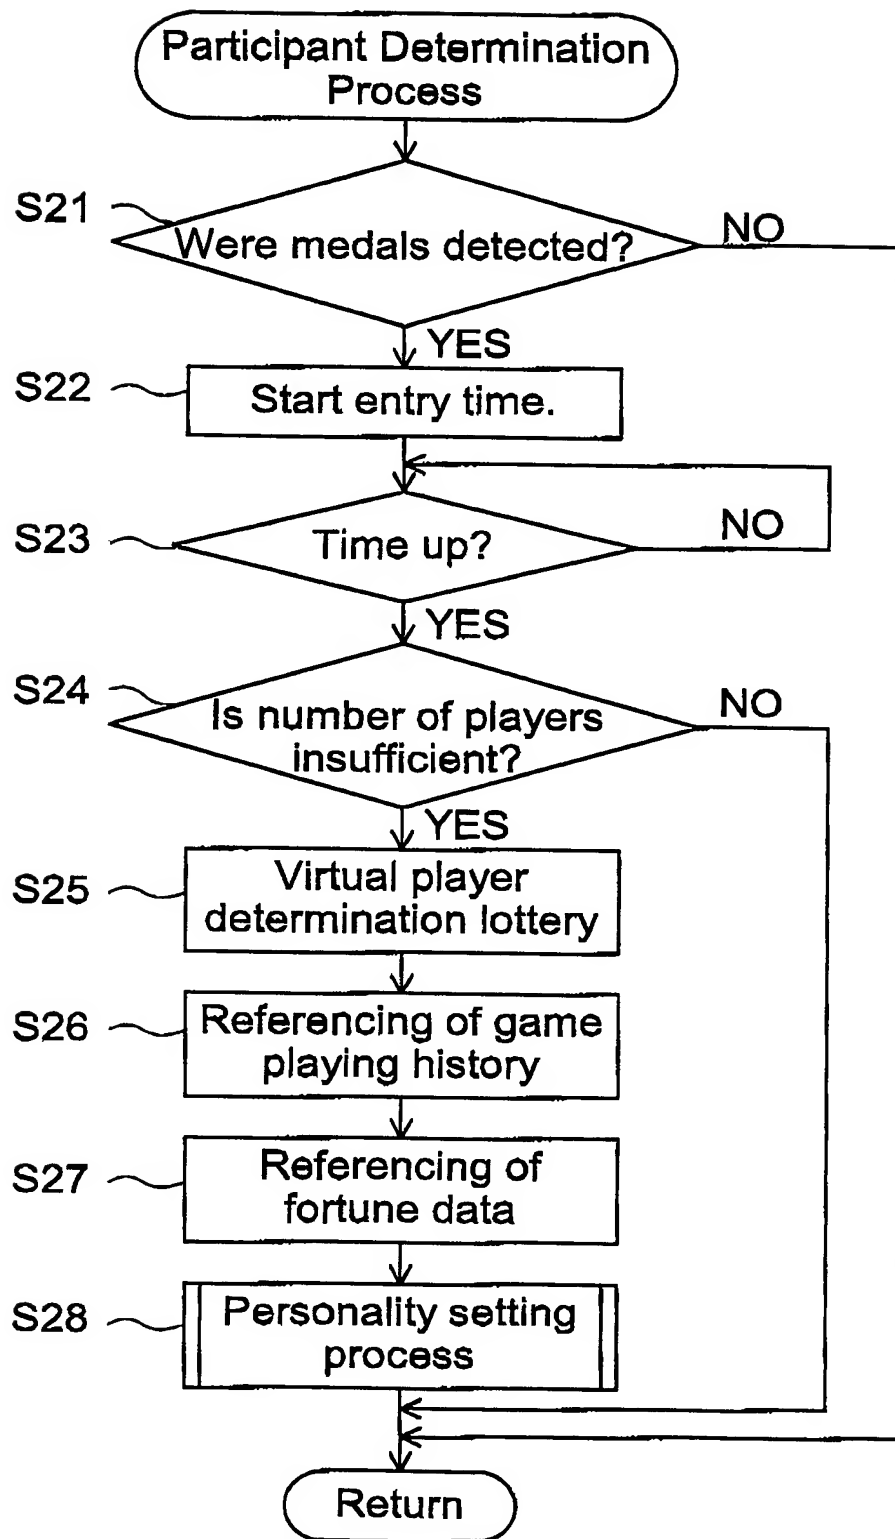 Participant Determination
Process
S21
Were medals detected?
NO
YES
S22
Start entry time.
S23
Time up?
NO
YES
S24
Is number of players
insufficient?
NO
YES
S25
Virtual player
determination lottery
S26
Referencing of game
playing history
S27
Referencing of
fortune data
S28
Personality setting
process
Return